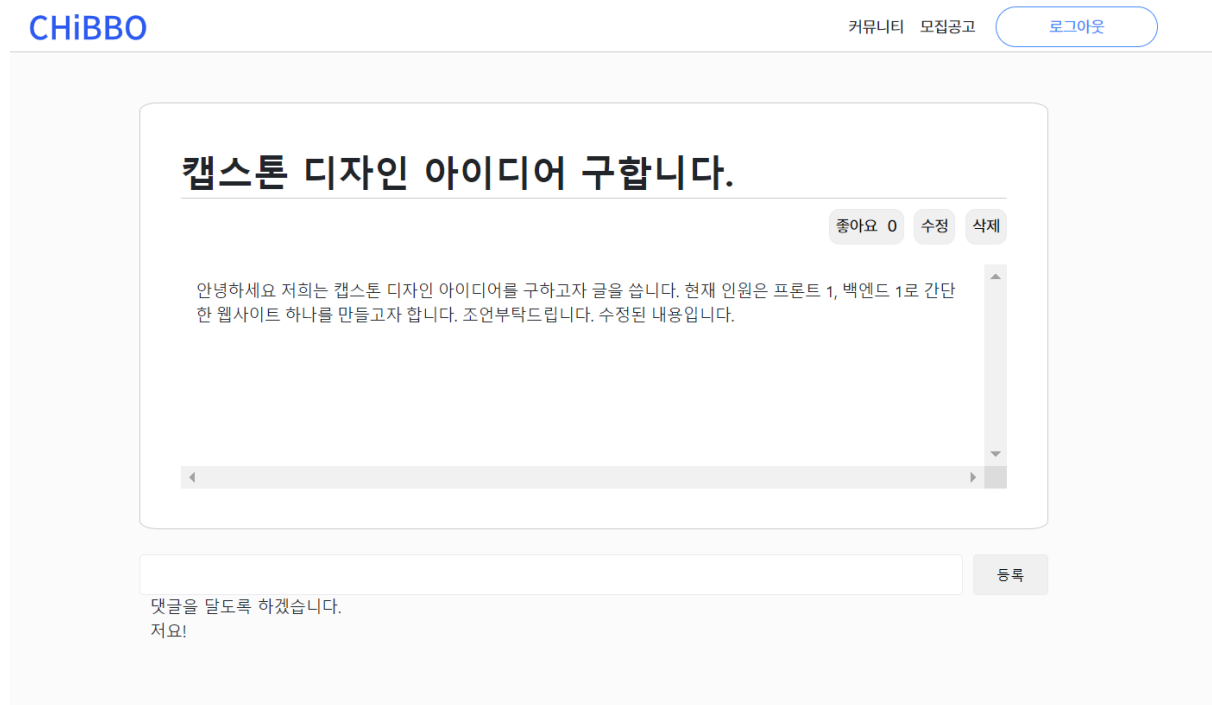 CHiBBO
커뮤니티 모집공고 로그아웃
캡스톤 디자인 아이디어 구합니다.
좋아요 0 수정 삭제
안녕하세요 저희는 캡스톤 디자인 아이디어를 구하고자 글을 씁니다. 현재 인원은 프론트 1, 백엔드 1로 간단
한 웹사이트 하나를 만들고자 합니다. 조언부탁드립니다. 수정된 내용입니다.
등록
댓글을 달도록 하겠습니다.
저요!